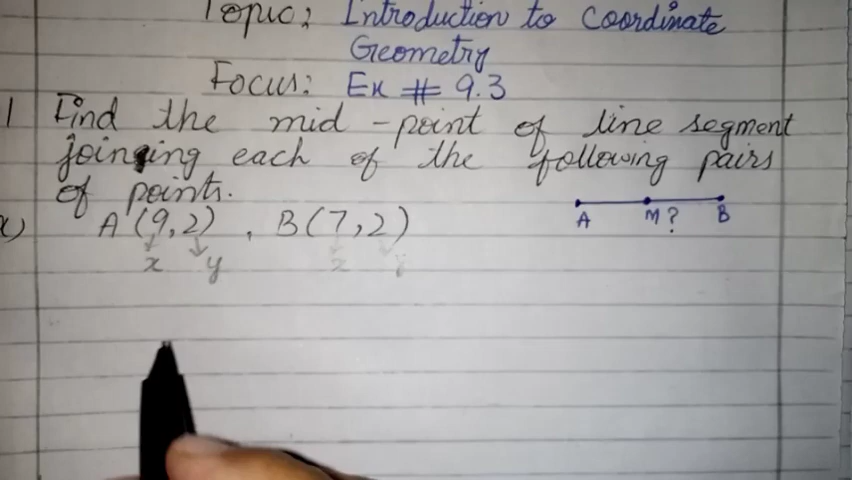 Topic: Introduction to Coordinate
Geometry
Focus: Ex # 9.3
1 Find the mid-point of line segment
joining each of the following pairs
of points.
A (9,2) , B(7,2)
A M? B
x y x y